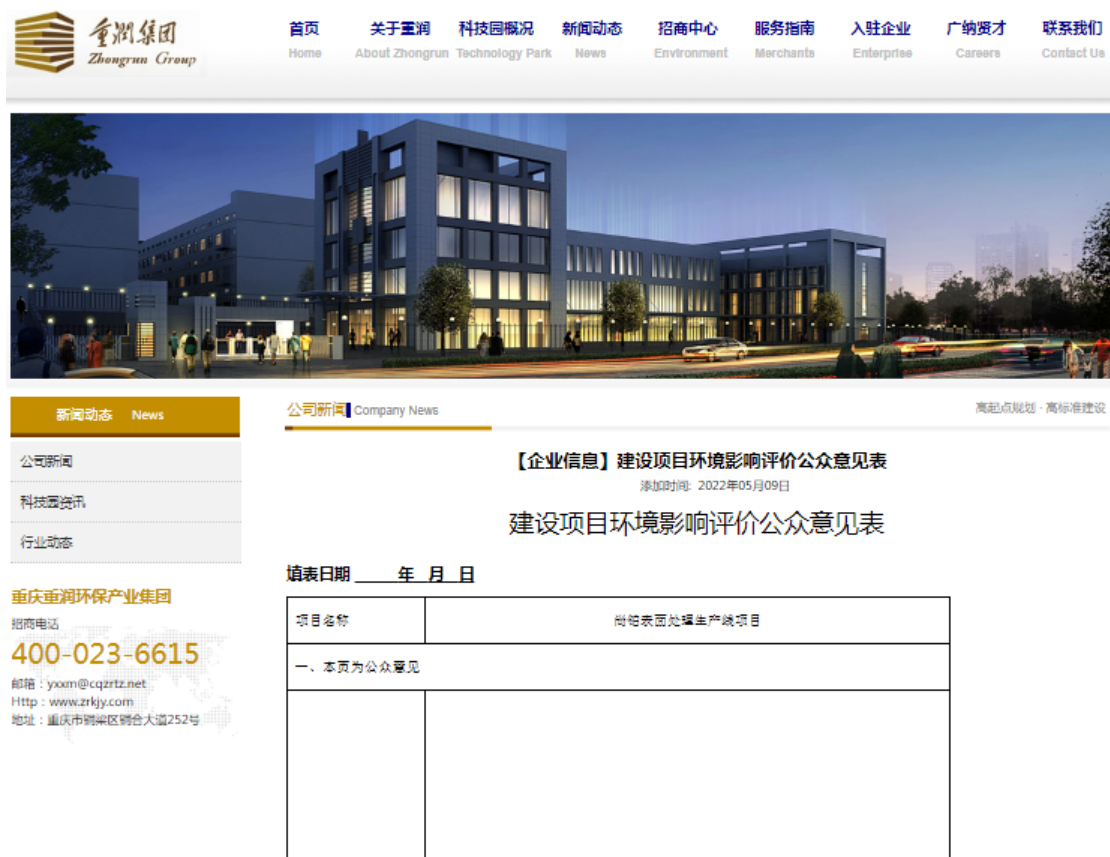 重润集团
Zhongrun Group
首页 关于重润 科技园概况 新闻动态 招商中心 服务指南 入驻企业 广纳贤才 联系我们
Home About Zhongrun Technology Park News Environment Merchants Enterprise Careers Contact Us
新闻动态 News
公司新闻
科技园资讯
行业动态
重庆重润环保产业集团
招商电话
400-023-6615
邮箱：yxxm@cqzrtz.net
Http：www.zrkjy.com
地址：重庆市铜梁区铜合大道252号
公司新闻 Company News
高起点规划 · 高标准建设
【企业信息】建设项目环境影响评价公众意见表
添加时间: 2022年05月09日
建设项目环境影响评价公众意见表
填表日期 年 月 日
项目名称
尚铂表面处理生产线项目
一、本页为公众意见